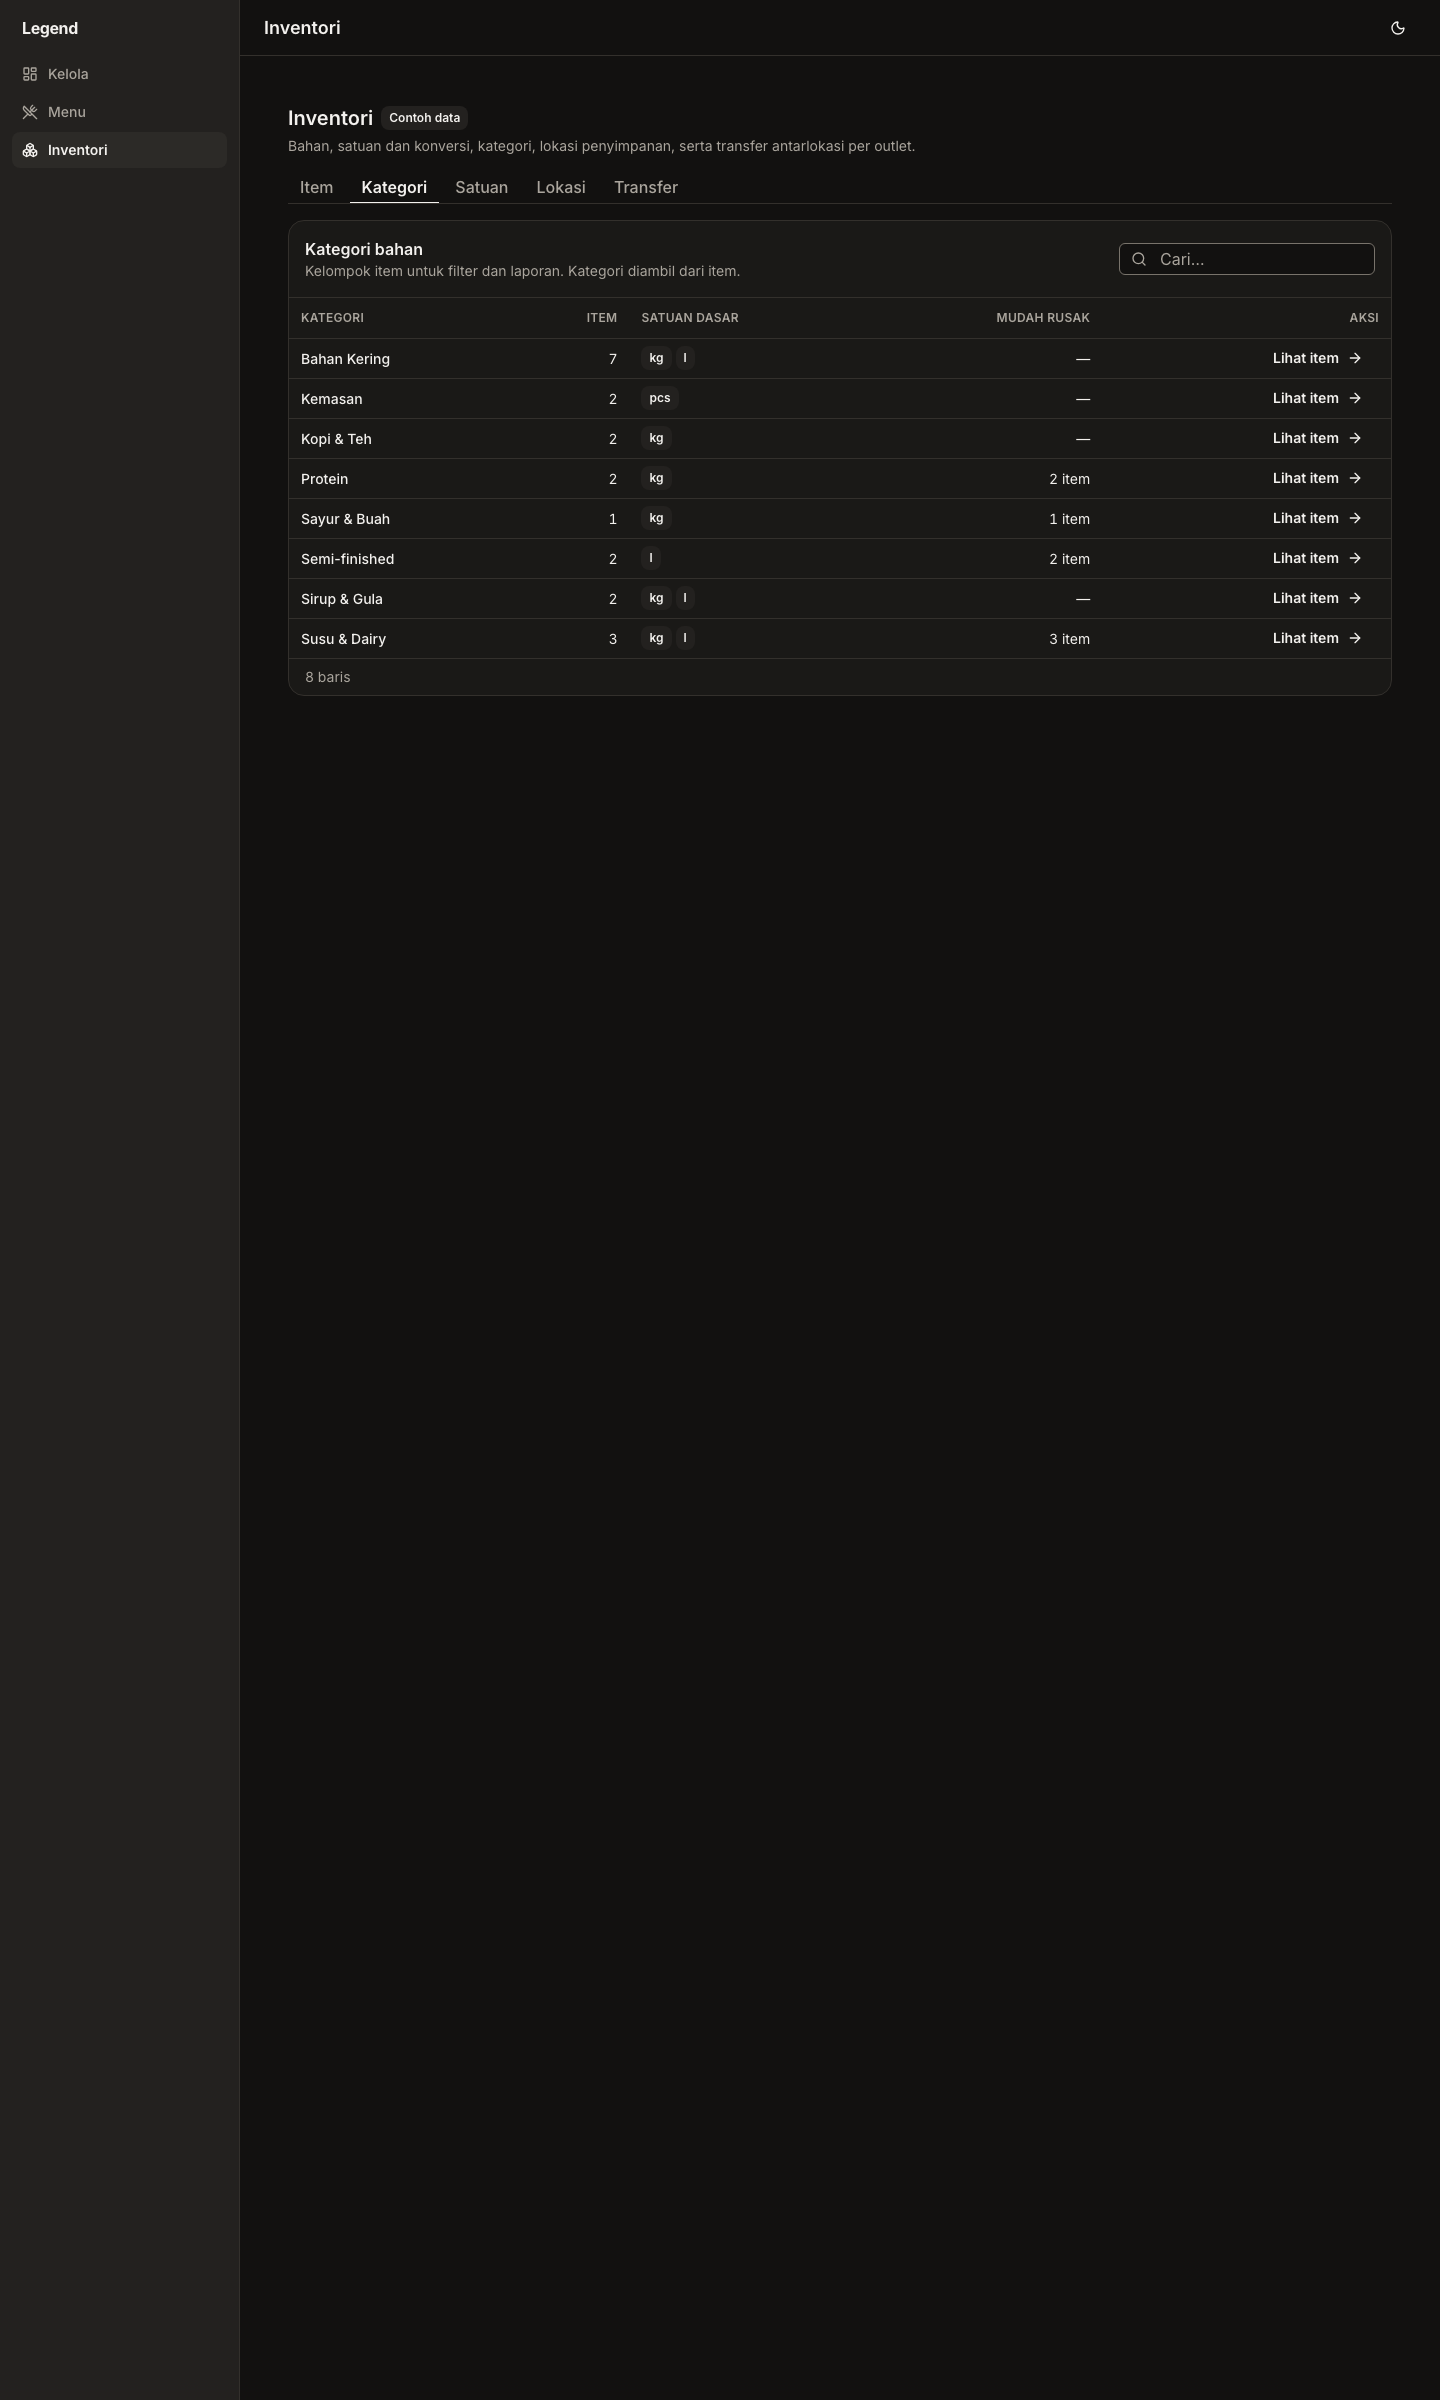 Legend
Kelola
Menu
Inventori
Inventori
Inventori Contoh data
Bahan, satuan dan konversi, kategori, lokasi penyimpanan, serta transfer antarlokasi per outlet.
Item Kategori Satuan Lokasi Transfer
Kategori bahan
Kelompok item untuk filter dan laporan. Kategori diambil dari item.
Cari...
KATEGORI ITEM SATUAN DASAR MUDAH RUSAK AKSI
Bahan Kering 7 kg l — Lihat item
Kemasan 2 pcs — Lihat item
Kopi & Teh 2 kg — Lihat item
Protein 2 kg 2 item Lihat item
Sayur & Buah 1 kg 1 item Lihat item
Semi-finished 2 l 2 item Lihat item
Sirup & Gula 2 kg l — Lihat item
Susu & Dairy 3 kg l 3 item Lihat item
8 baris